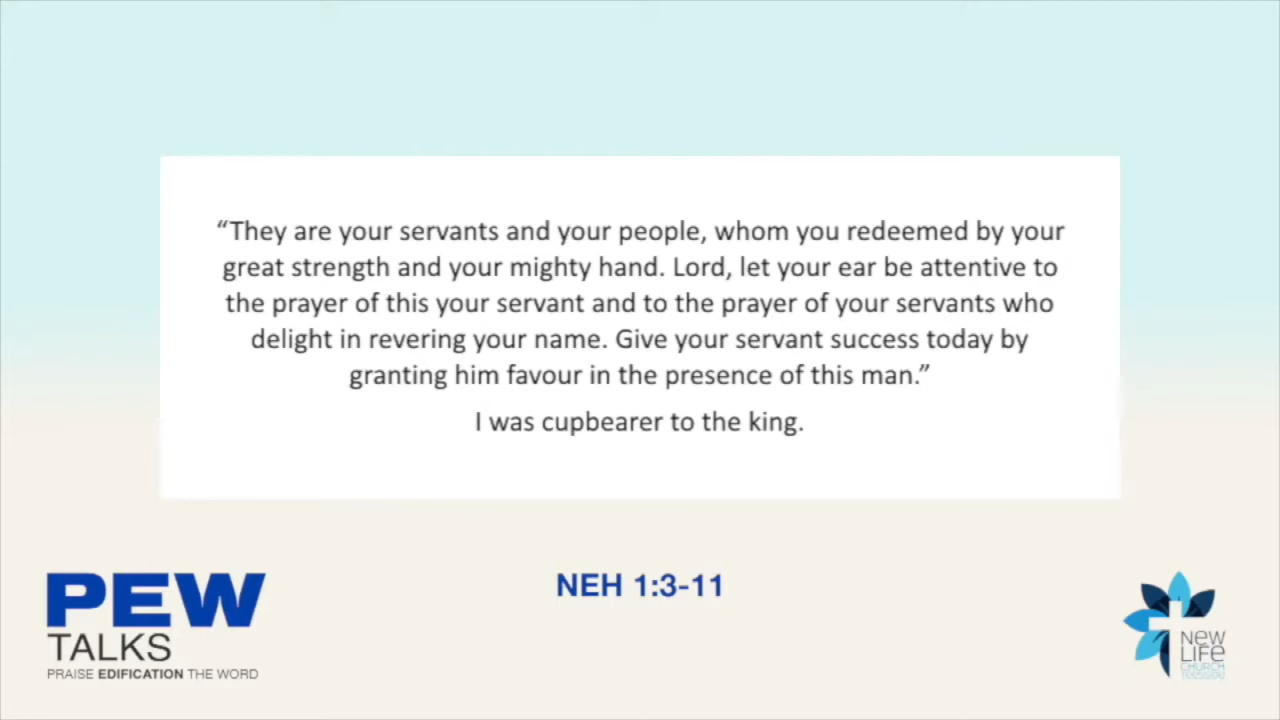 “They are your servants and your people, whom you redeemed by your
great strength and your mighty hand. Lord, let your ear be attentive to
the prayer of this your servant and to the prayer of your servants who
delight in revering your name. Give your servant success today by
granting him favour in the presence of this man.”
I was cupbearer to the king.
NEH 1:3-11
PEW
TALKS
PRAISE EDIFICATION THE WORD
NEW
LIFE
CHURCH
TEESSIDE